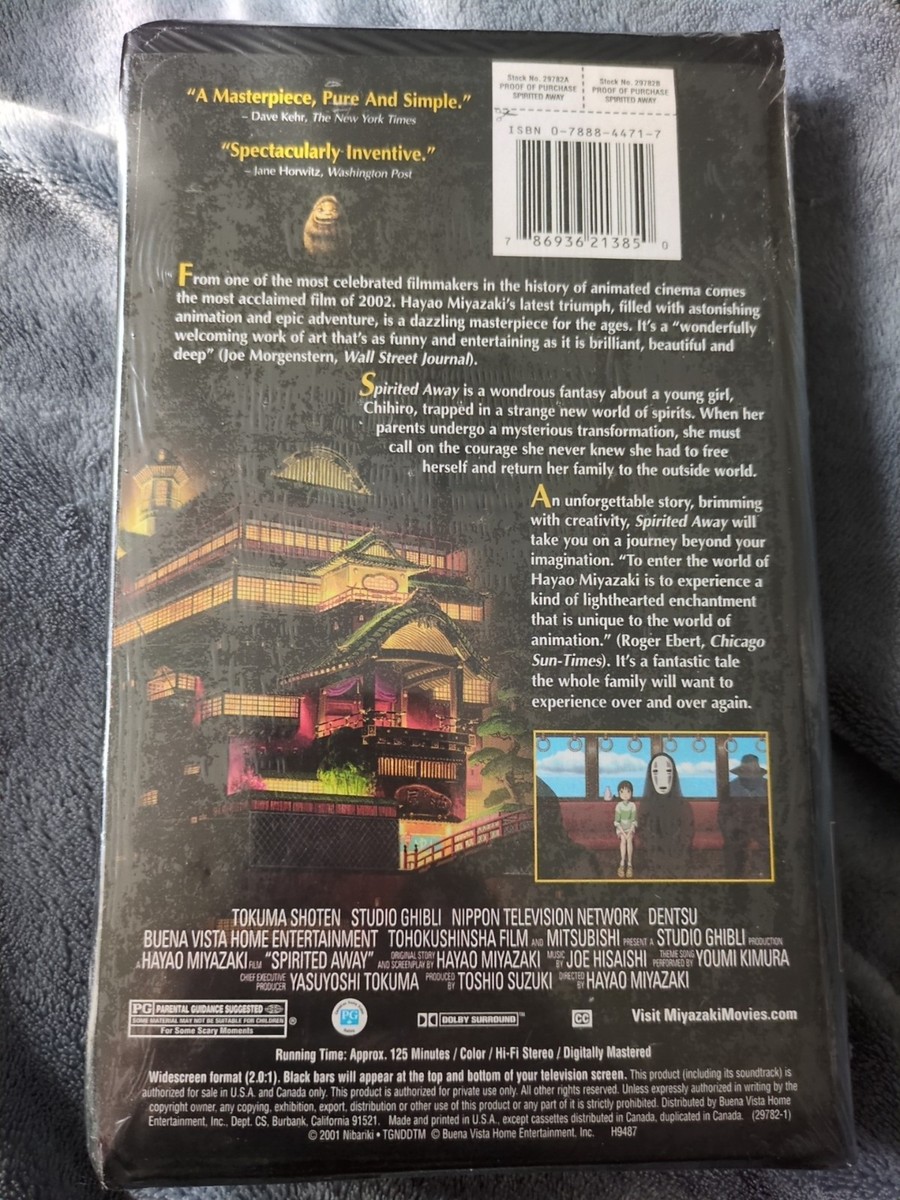 "A Masterpiece, Pure And Simple."
– Dave Kehr, The New York Times
"Spectacularly Inventive."
– Jane Horwitz, Washington Post
Stock No. 29782A
PROOF OF PURCHASE
SPIRITED AWAY
Stock No. 29782B
PROOF OF PURCHASE
SPIRITED AWAY
ISBN 0-7888-4471-7
7 86936 21385 0
From one of the most celebrated filmmakers in the history of animated cinema comes
the most acclaimed film of 2002. Hayao Miyazaki's latest triumph, filled with astonishing
animation and epic adventure, is a dazzling masterpiece for the ages. It's a "wonderfully
welcoming work of art that's as funny and entertaining as it is brilliant, beautiful and
deep" (Joe Morgenstern, Wall Street Journal).
Spirited Away is a wondrous fantasy about a young girl,
Chihiro, trapped in a strange new world of spirits. When her
parents undergo a mysterious transformation, she must
call on the courage she never knew she had to free
herself and return her family to the outside world.
An unforgettable story, brimming
with creativity, Spirited Away will
take you on a journey beyond your
imagination. "To enter the world of
Hayao Miyazaki is to experience a
kind of lighthearted enchantment
that is unique to the world of
animation." (Roger Ebert, Chicago
Sun-Times). It's a fantastic tale
the whole family will want to
experience over and over again.
TOKUMA SHOTEN STUDIO GHIBLI NIPPON TELEVISION NETWORK DENTSU
BUENA VISTA HOME ENTERTAINMENT TOHOKUSHINSHA FILM AND MITSUBISHI PRESENT A STUDIO GHIBLI PRODUCTION
A HAYAO MIYAZAKI FILM "SPIRITED AWAY" ORIGINAL STORY AND SCREENPLAY BY HAYAO MIYAZAKI MUSIC BY JOE HISAISHI THEME SONG PERFORMED BY YOUMI KIMURA
CHIEF EXECUTIVE PRODUCER YASUYOSHI TOKUMA PRODUCED BY TOSHIO SUZUKI DIRECTED BY HAYAO MIYAZAKI
PG PARENTAL GUIDANCE SUGGESTED
SOME MATERIAL MAY NOT BE SUITABLE FOR CHILDREN ®
For Some Scary Moments
PG
DOLBY SURROUND™
CC
Visit MiyazakiMovies.com
Running Time: Approx. 125 Minutes / Color / Hi-Fi Stereo / Digitally Mastered
Widescreen format (2.0:1). Black bars will appear at the top and bottom of your television screen. This product (including its soundtrack) is
authorized for sale in U.S.A. and Canada only. This product is authorized for private use only. All other rights reserved. Unless expressly authorized in writing by the
copyright owner, any copying, exhibition, export, distribution or other use of this product or any part of it is strictly prohibited. Distributed by Buena Vista Home
Entertainment, Inc., Dept. CS, Burbank, California 91521. Made and printed in U.S.A., except cassettes distributed in Canada, duplicated in Canada. (29782-1)
© 2001 Nibariki • TGNDDTM © Buena Vista Home Entertainment, Inc. H9487